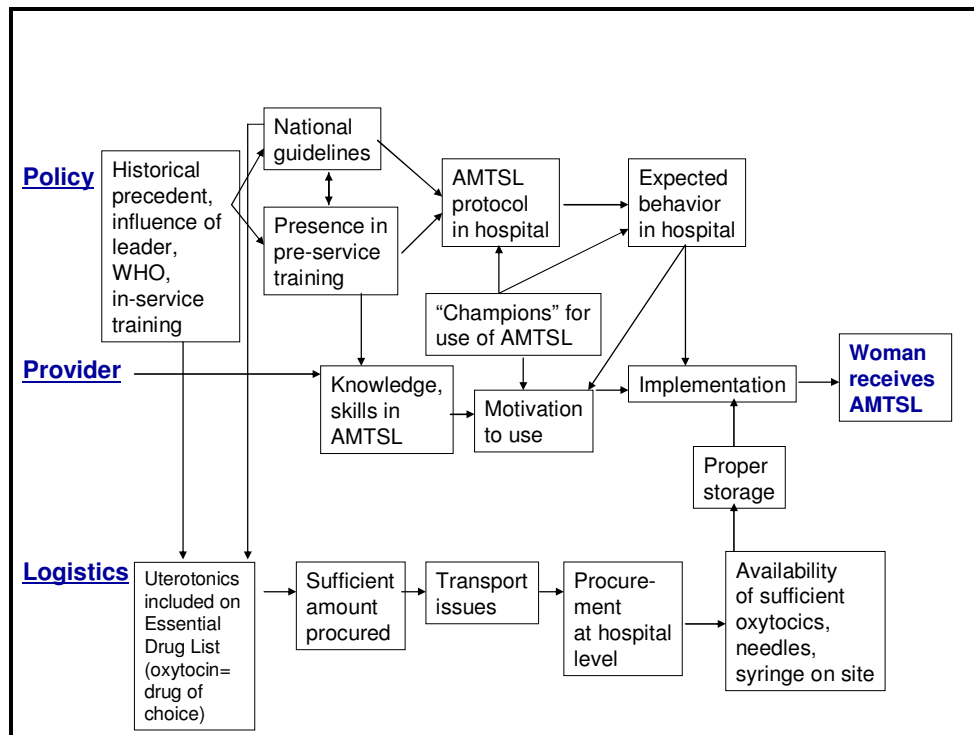 Policy
Historical
precedent,
influence of
leader,
WHO,
in-service
training
National
guidelines
Presence in
pre-service
training
AMTSL
protocol
in hospital
Expected
behavior
in hospital
“Champions” for
use of AMTSL
Provider
Knowledge,
skills in
AMTSL
Motivation
to use
Implementation
Woman
receives
AMTSL
Proper
storage
Logistics
Uterotonics
included on
Essential
Drug List
(oxytocin=
drug of
choice)
Sufficient
amount
procured
Transport
issues
Procure-
ment
at hospital
level
Availability
of sufficient
oxytocics,
needles,
syringe on site